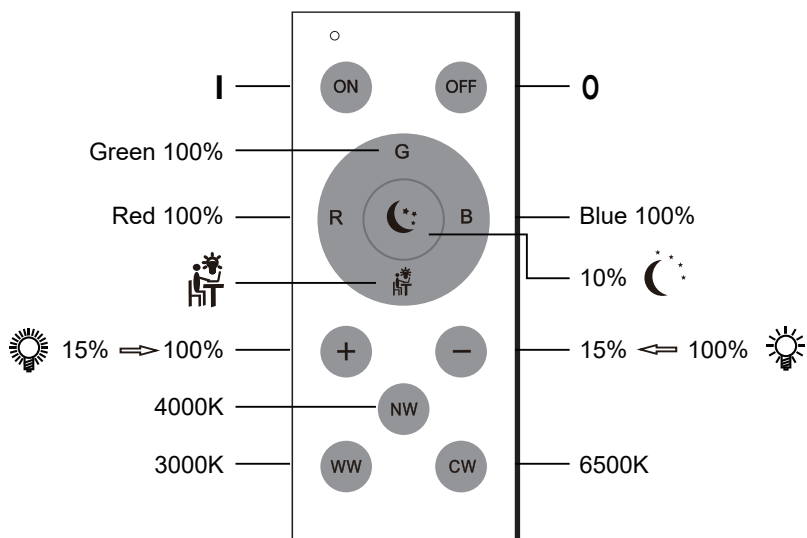 I ON OFF 0
Green 100% G
Red 100% R B Blue 100%
10%
15% 100% + − 15% 100%
4000K NW
3000K WW CW 6500K